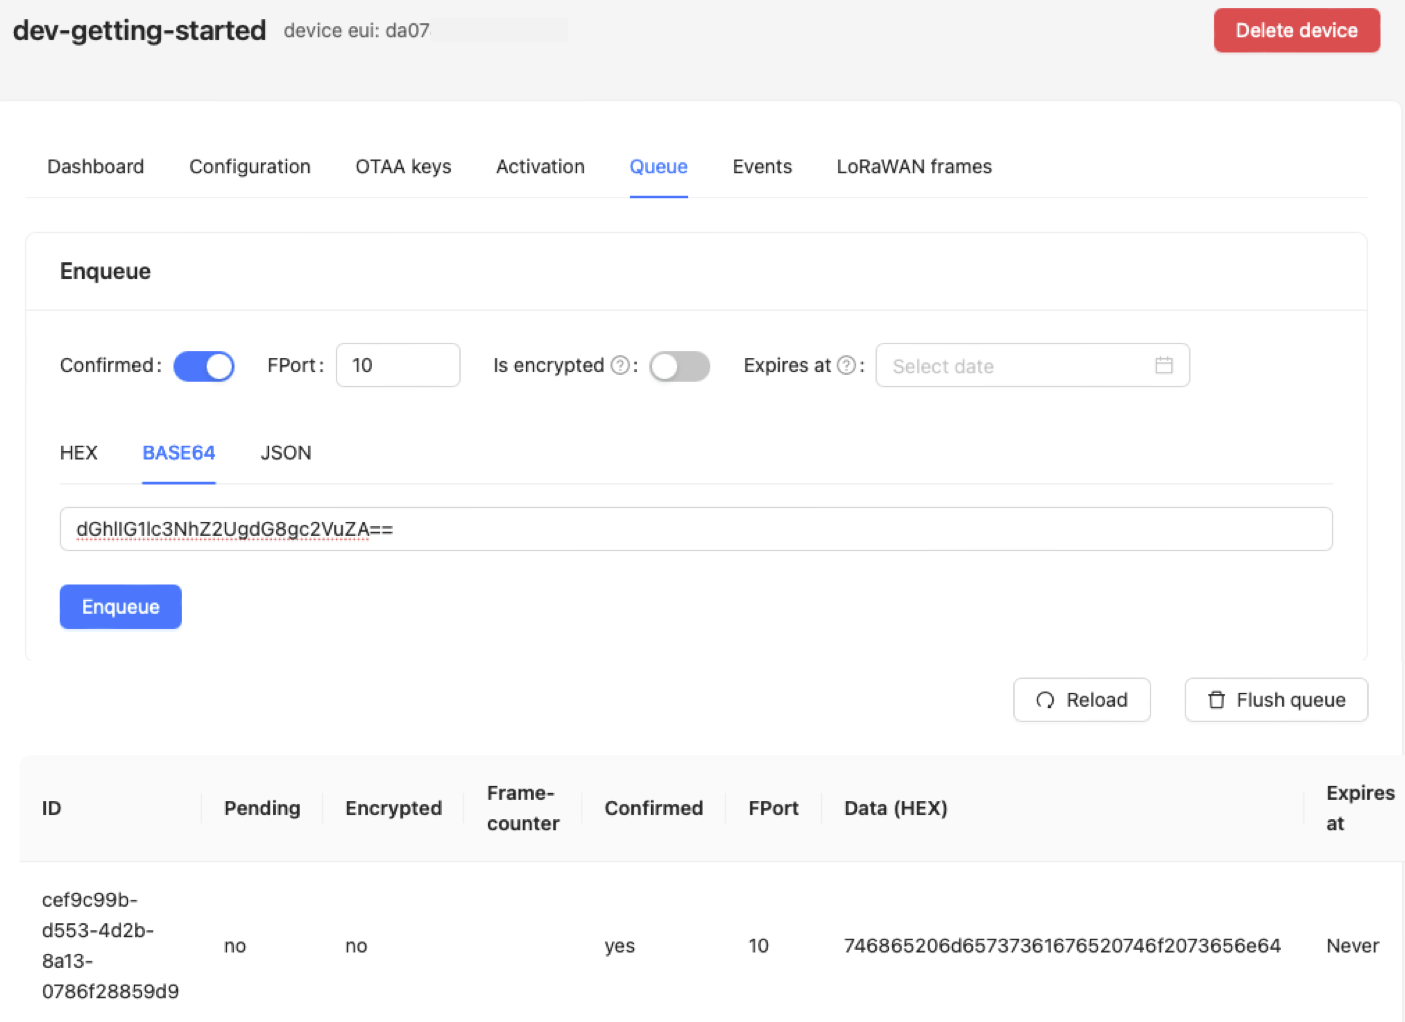 dev-getting-started device eui: da07
Delete device
Dashboard Configuration OTAA keys Activation Queue Events LoRaWAN frames
Enqueue
Confirmed: FPort: 10 Is encrypted ?: Expires at ?: Select date
HEX BASE64 JSON
dGhlIG1lc3NhZ2UgdG8gc2VuZA==
Enqueue
Reload Flush queue
ID Pending Encrypted Frame-counter Confirmed FPort Data (HEX) Expires at
cef9c99b-
d553-4d2b-
8a13-
0786f28859d9
no no yes 10 746865206d65737361676520746f2073656e64 Never